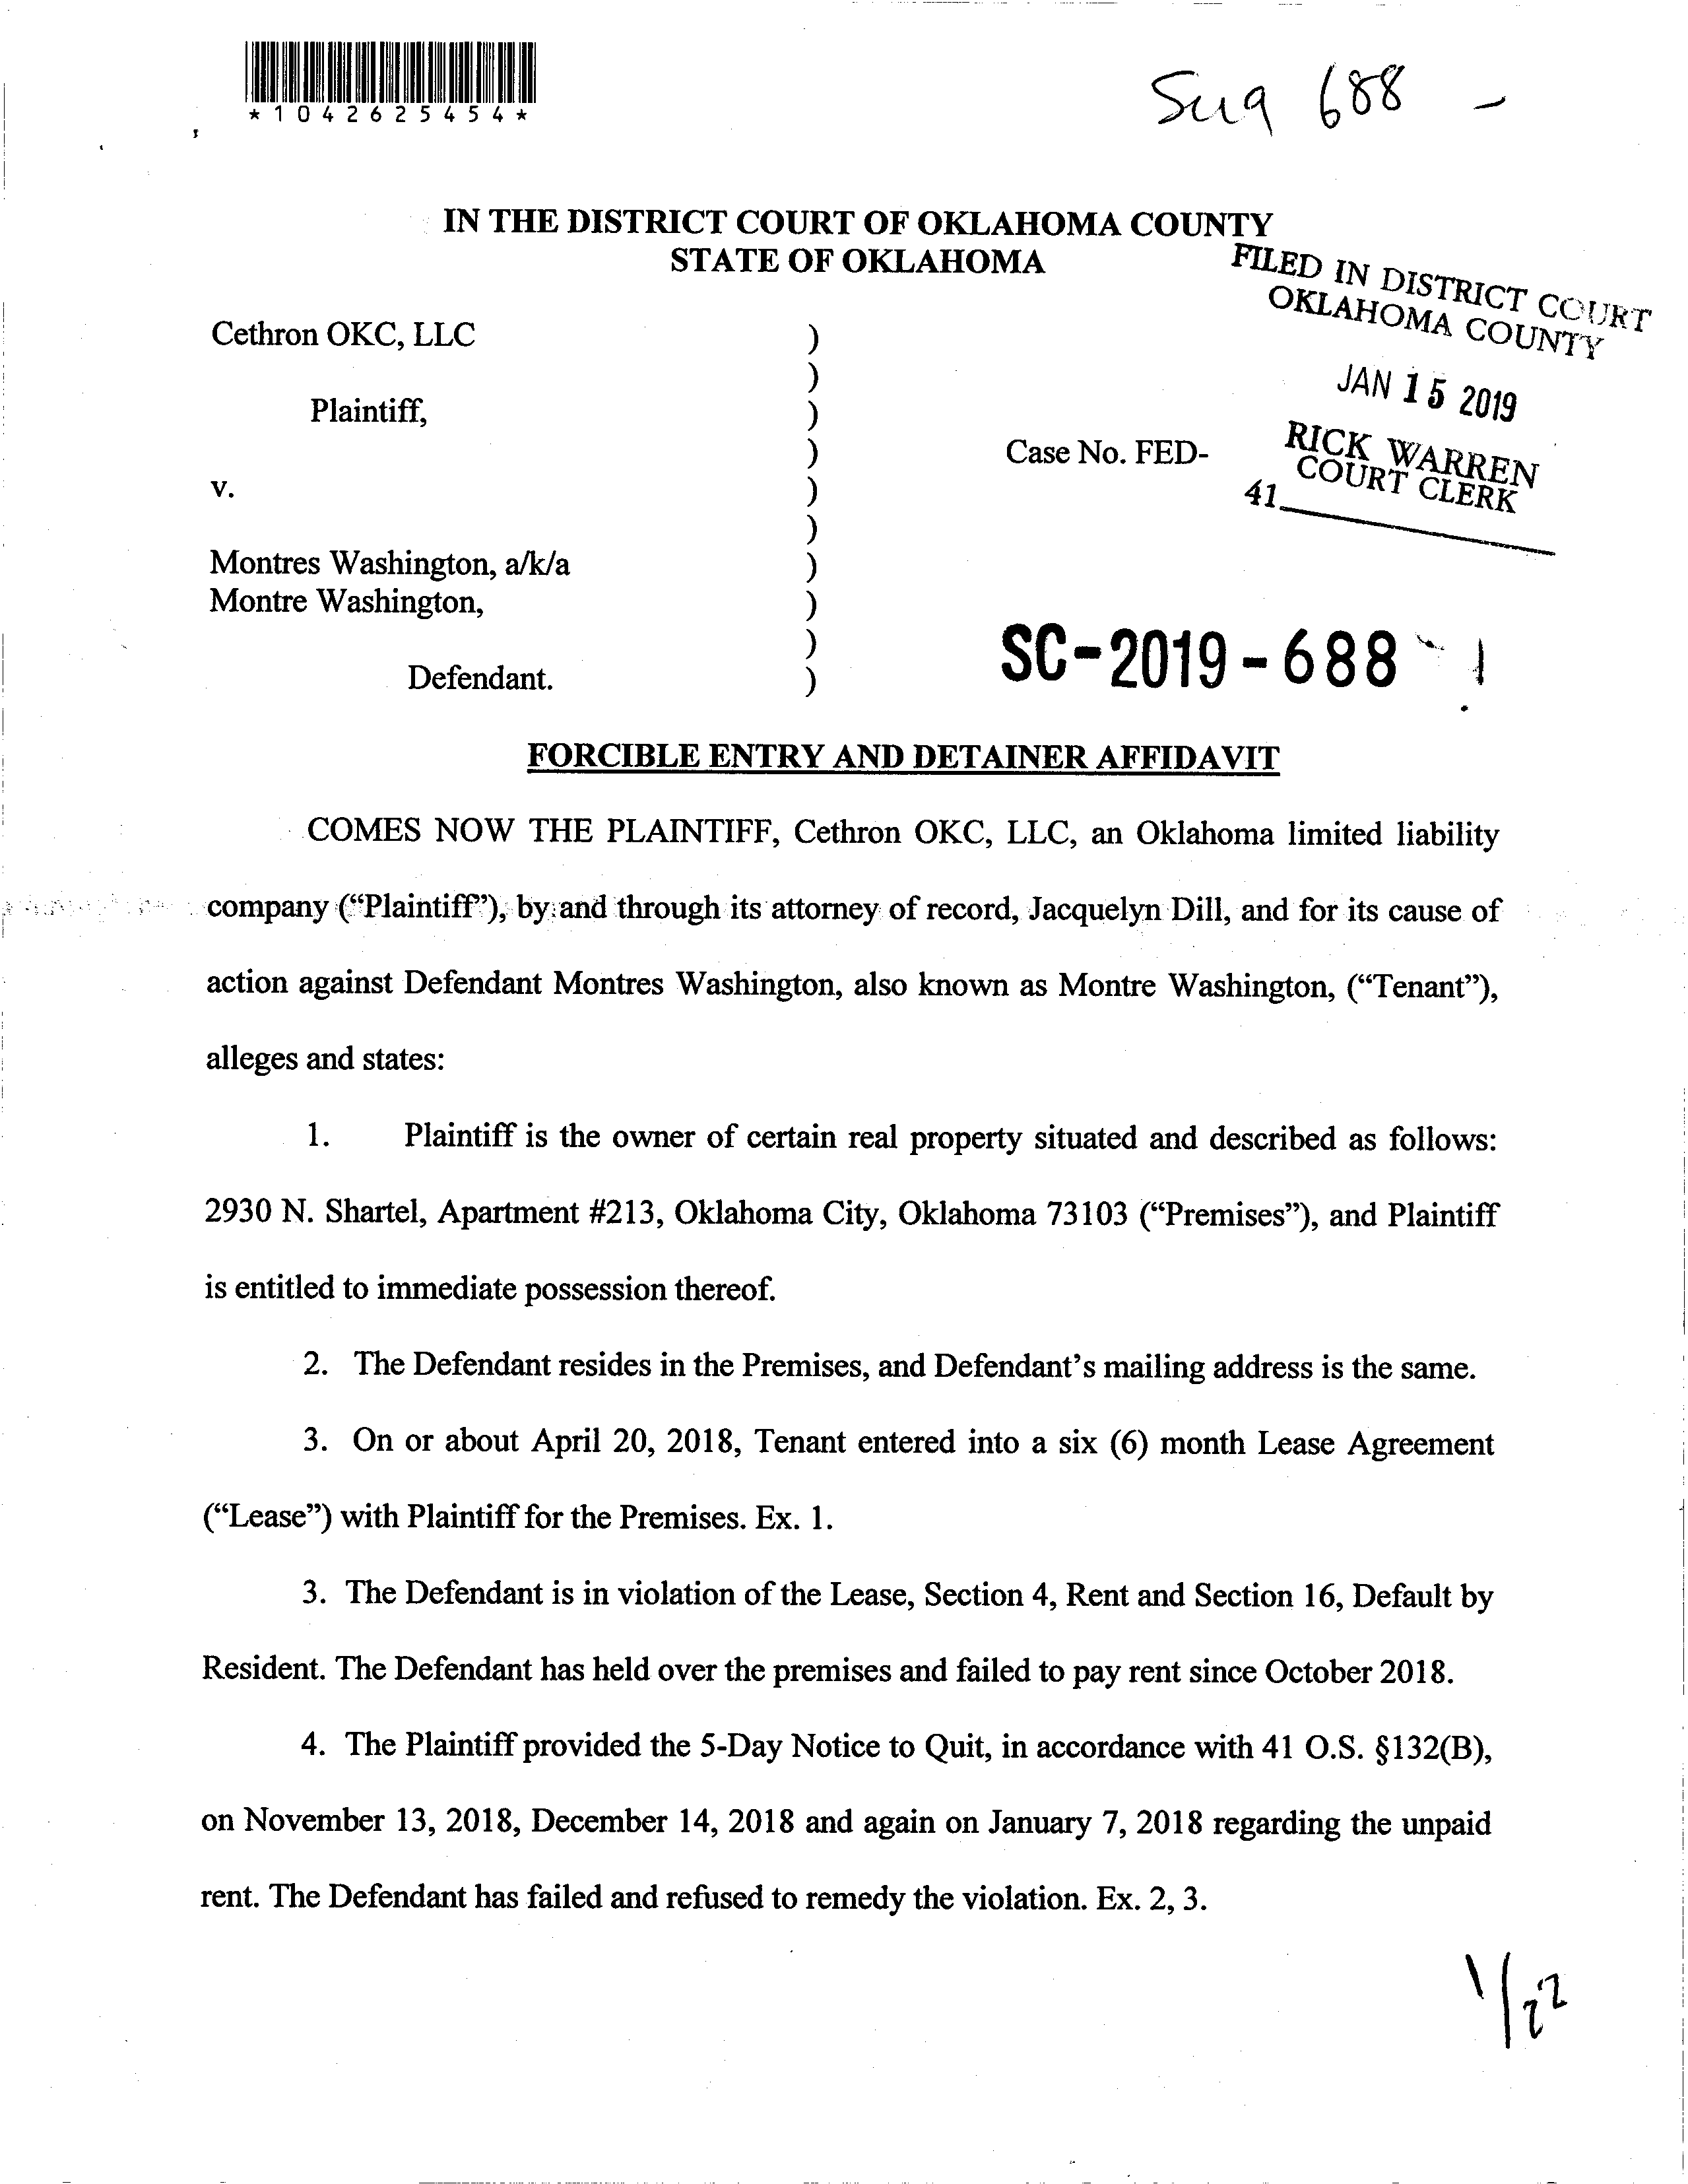 *1042625454*
Sug 688 -
IN THE DISTRICT COURT OF OKLAHOMA COUNTY
STATE OF OKLAHOMA
FILED IN DISTRICT COURT
OKLAHOMA COUNTY
JAN 15 2019
RICK WARREN
COURT CLERK
41
Cethron OKC, LLC )
)
Plaintiff, )
) Case No. FED-
v. )
)
Montres Washington, a/k/a )
Montre Washington, )
)
Defendant. )
SC-2019-688
FORCIBLE ENTRY AND DETAINER AFFIDAVIT
COMES NOW THE PLAINTIFF, Cethron OKC, LLC, an Oklahoma limited liability
company (“Plaintiff”), by and through its attorney of record, Jacquelyn Dill, and for its cause of
action against Defendant Montres Washington, also known as Montre Washington, (“Tenant”),
alleges and states:
1. Plaintiff is the owner of certain real property situated and described as follows:
2930 N. Shartel, Apartment #213, Oklahoma City, Oklahoma 73103 (“Premises”), and Plaintiff
is entitled to immediate possession thereof.
2. The Defendant resides in the Premises, and Defendant’s mailing address is the same.
3. On or about April 20, 2018, Tenant entered into a six (6) month Lease Agreement
(“Lease”) with Plaintiff for the Premises. Ex. 1.
3. The Defendant is in violation of the Lease, Section 4, Rent and Section 16, Default by
Resident. The Defendant has held over the premises and failed to pay rent since October 2018.
4. The Plaintiff provided the 5-Day Notice to Quit, in accordance with 41 O.S. §132(B),
on November 13, 2018, December 14, 2018 and again on January 7, 2018 regarding the unpaid
rent. The Defendant has failed and refused to remedy the violation. Ex. 2, 3.
1/22